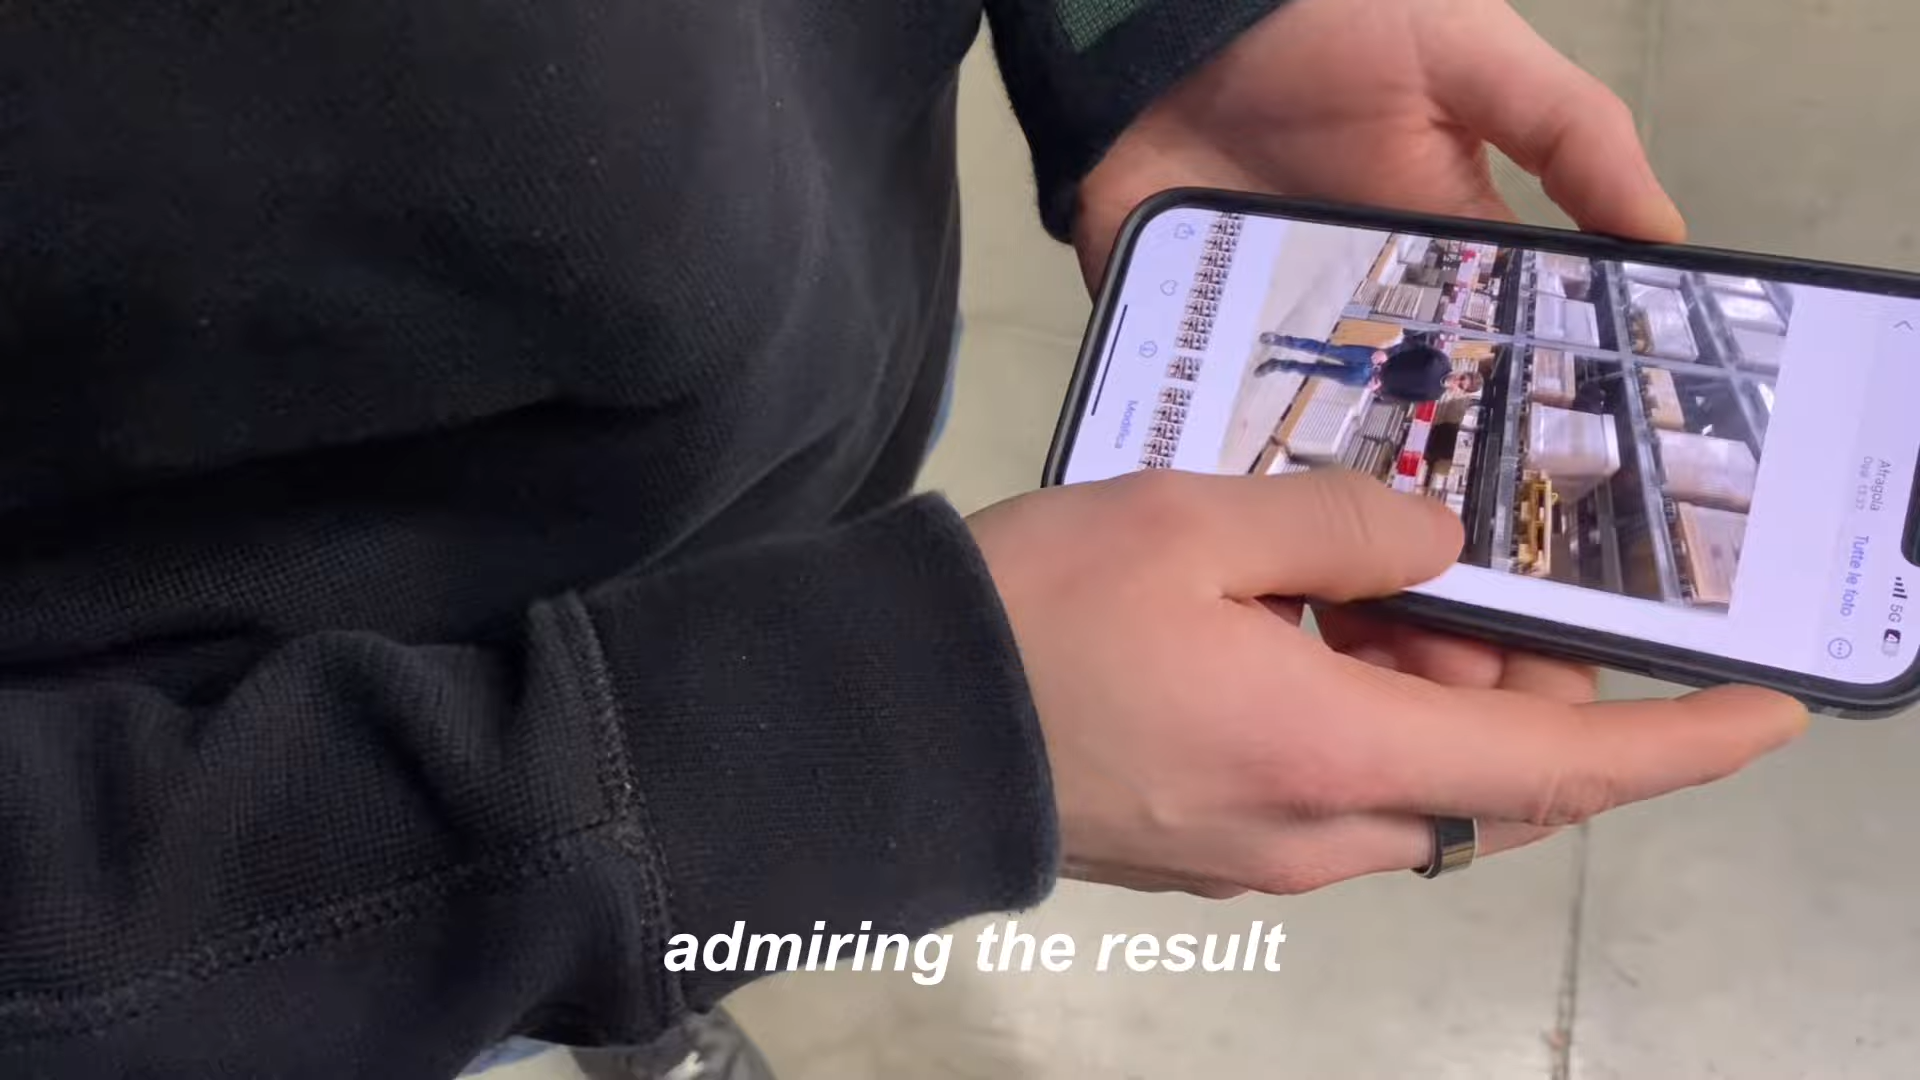 Afragola
Tutte le foto
5G
Modifica
admiring the result